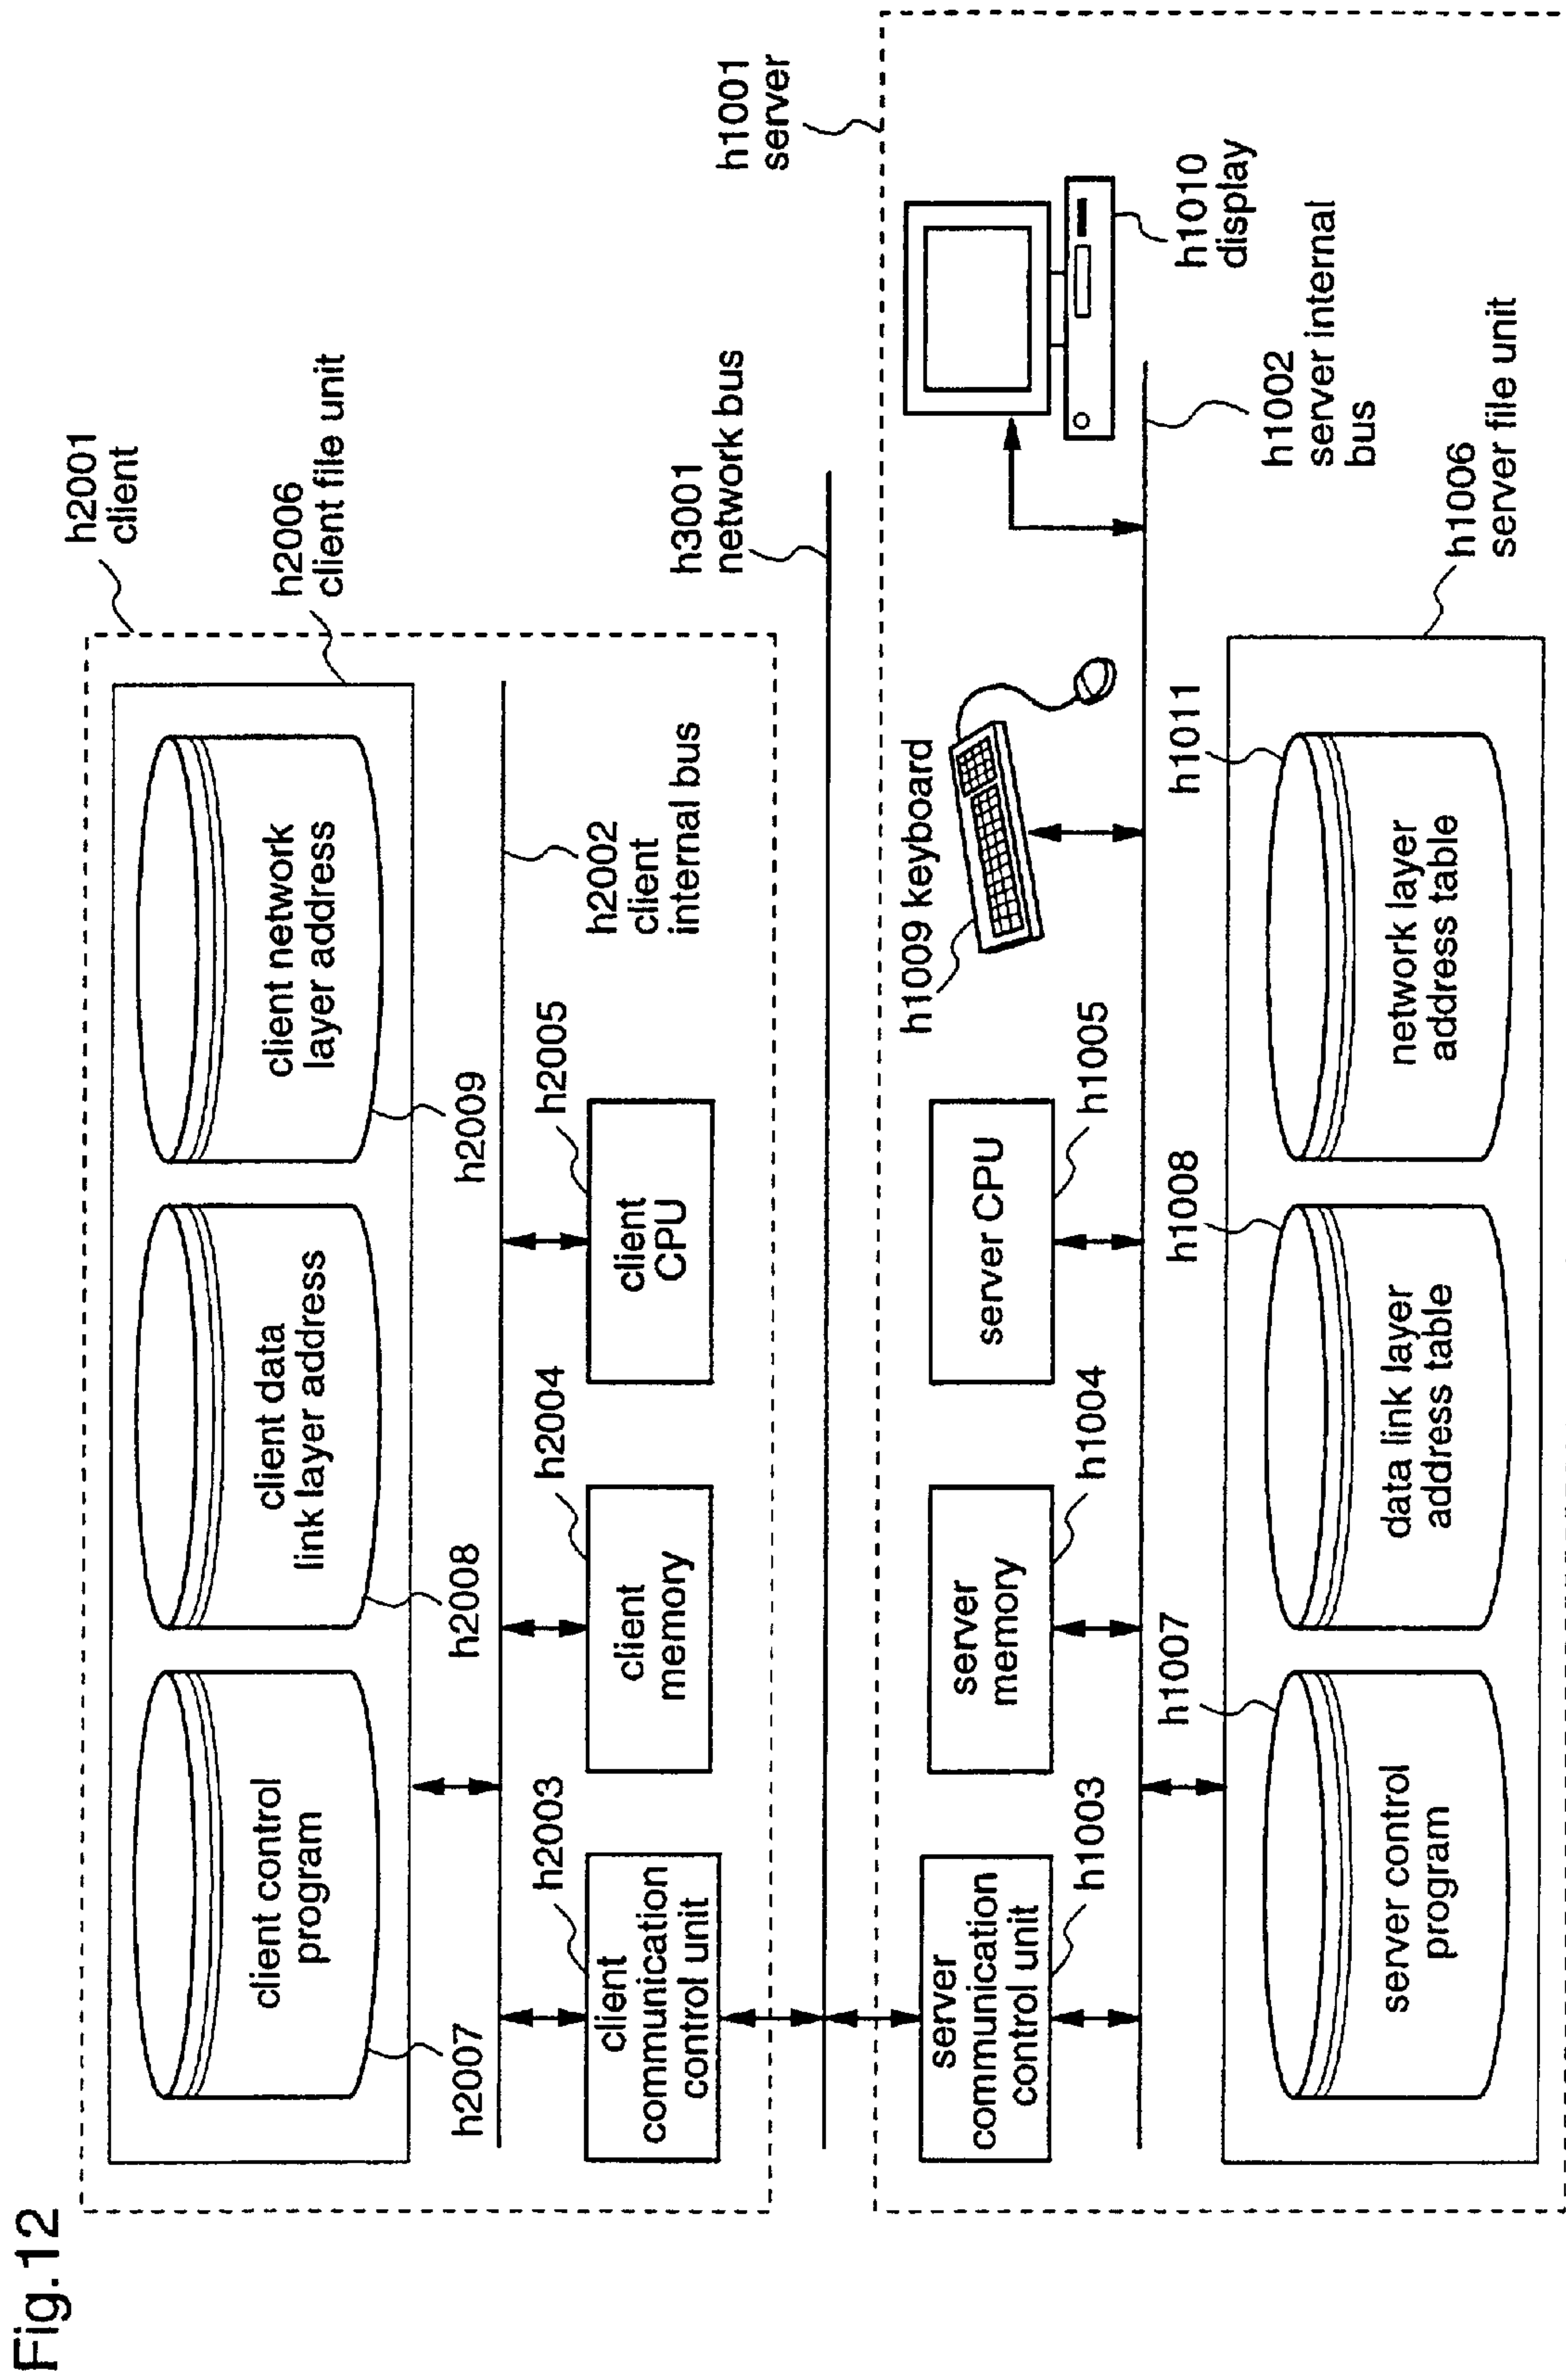 Fig.12
h2001
client
h2006
client file unit
client control
program
client data
link layer address
client network
layer address
h2007
h2008
h2009
h2003
h2004
h2005
h2002
client
internal bus
client
communication
control unit
client
memory
client
CPU
h3001
network bus
h1001
server
server
communication
control unit
server
memory
server CPU
h1009 keyboard
h1003
h1004
h1005
h1010
display
h1002
server internal
bus
h1007
h1008
h1011
server control
program
data link layer
address table
network layer
address table
h1006
server file unit